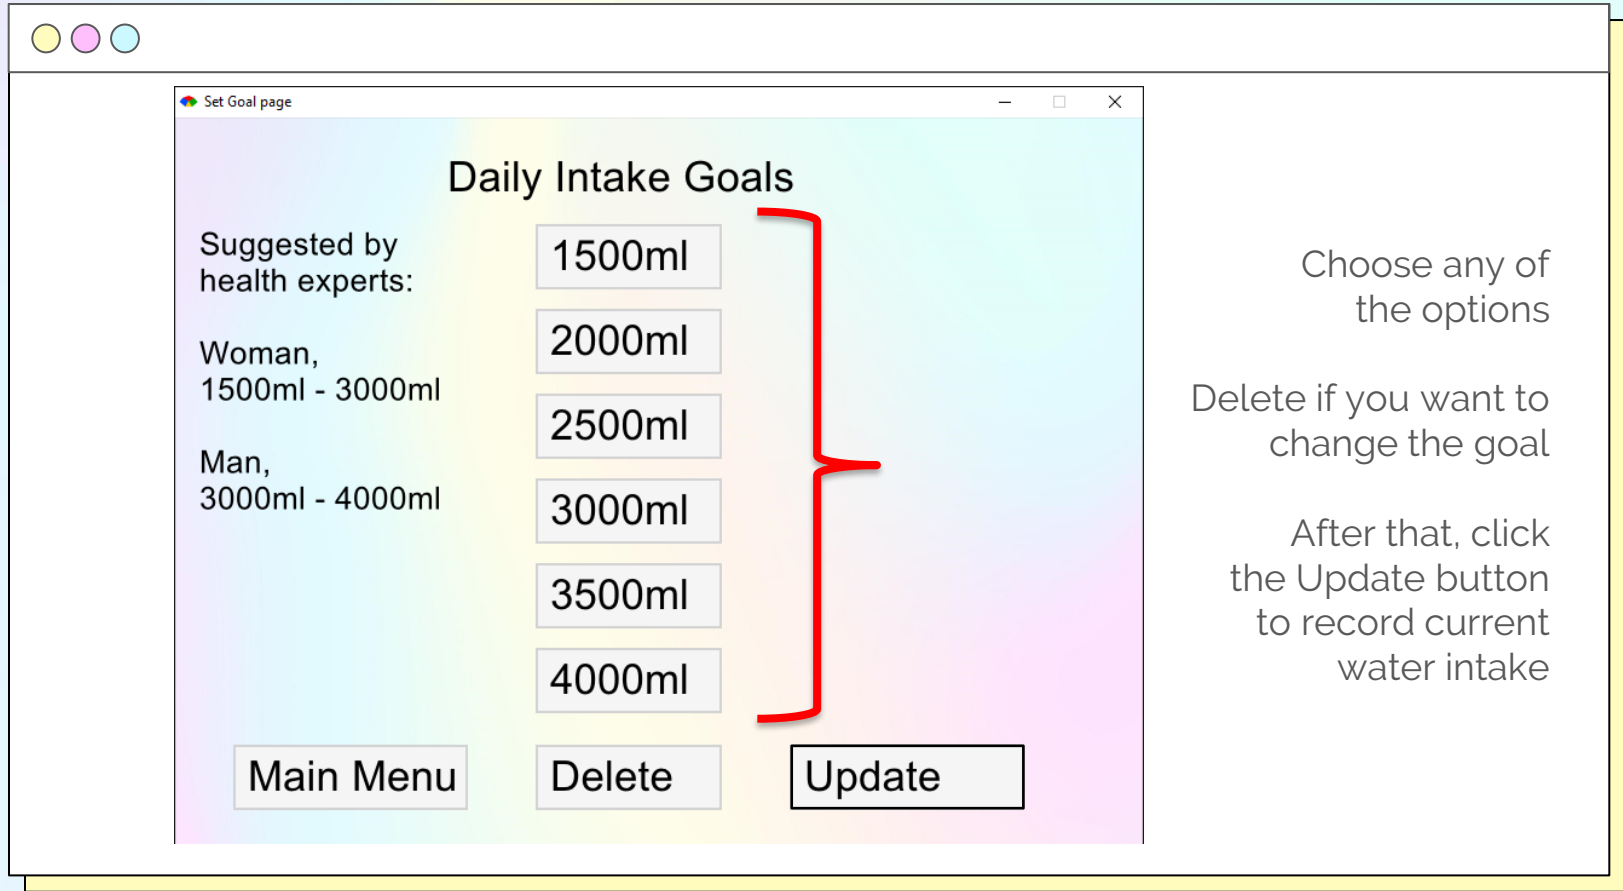 Set Goal page
Daily Intake Goals
Suggested by
health experts:
Woman,
1500ml - 3000ml
Man,
3000ml - 4000ml
1500ml
2000ml
2500ml
3000ml
3500ml
4000ml
Main Menu
Delete
Update
Choose any of
the options
Delete if you want to
change the goal
After that, click
the Update button
to record current
water intake